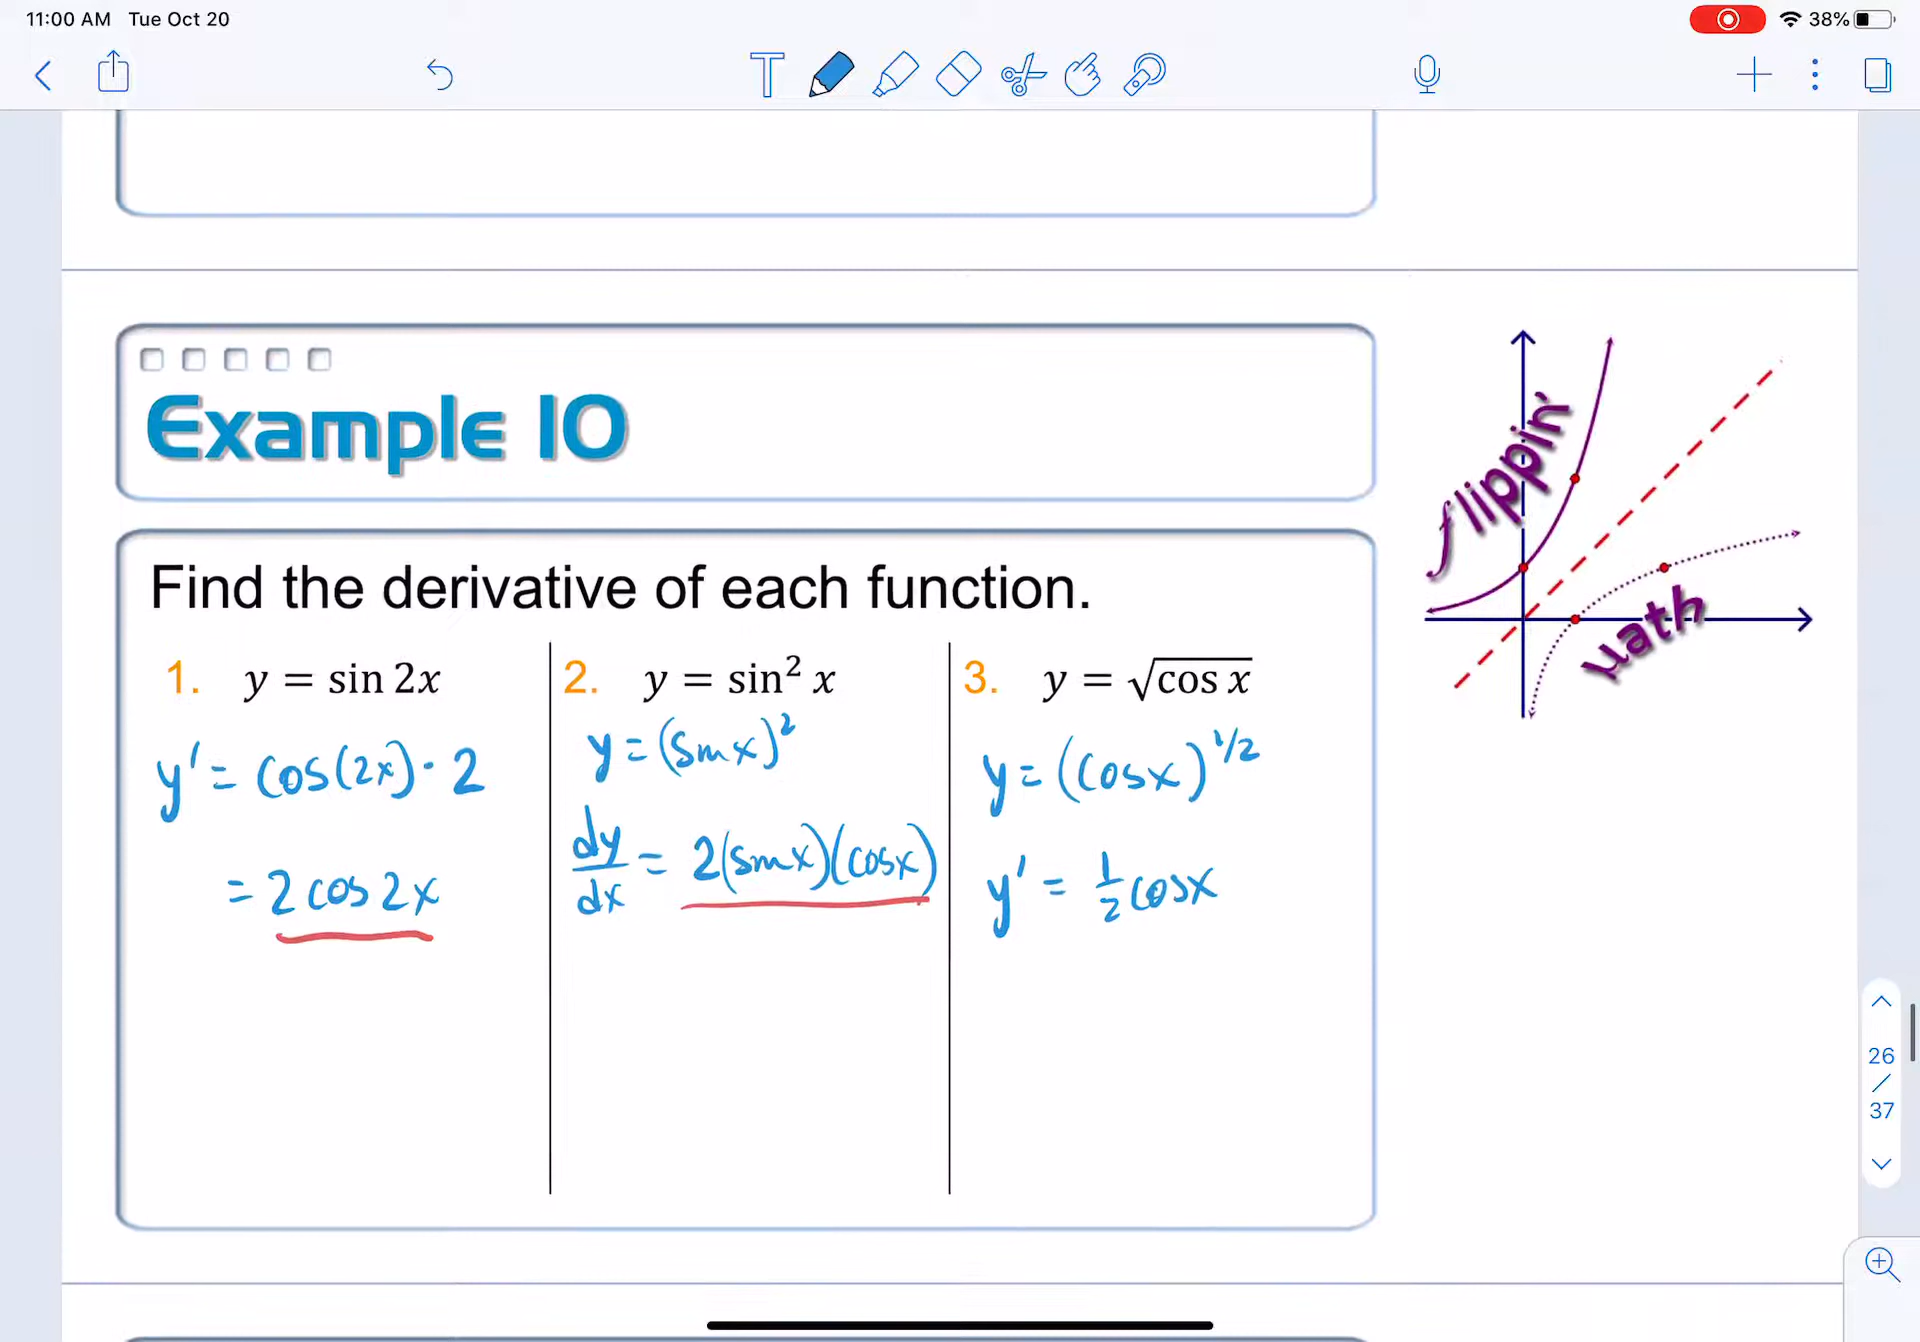 11:00 AM Tue Oct 20
38%
T
Example 10
flippin'
math
Find the derivative of each function.
1. y = sin 2x
y' = cos(2x) · 2
= 2 cos 2x
2. y = sin² x
y = (sin x)²
dy/dx = 2(sin x)(cos x)
3. y = √cos x
y = (cos x)^1/2
y' = 1/2 cos x
26
/
37